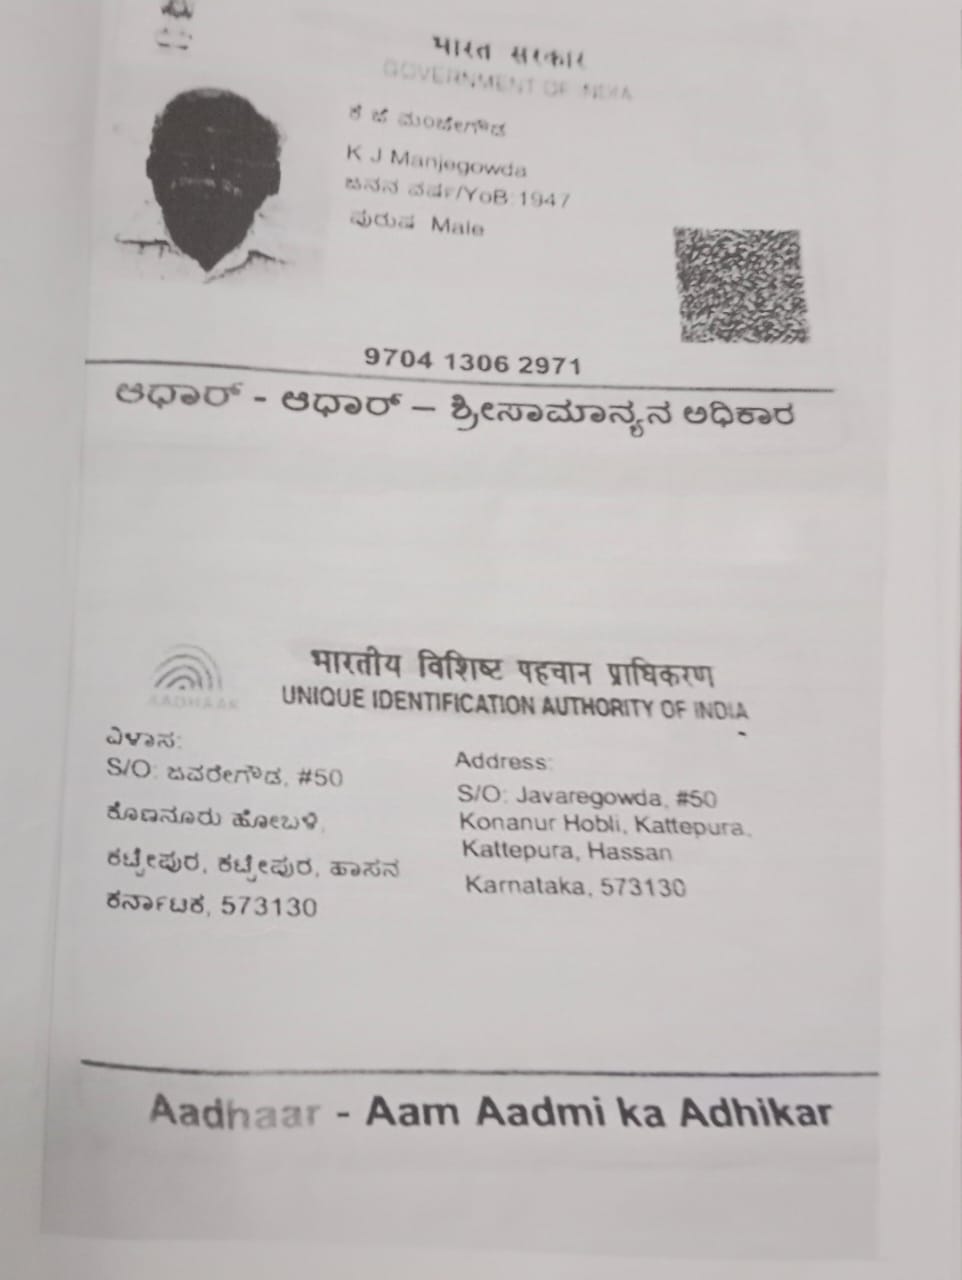 भारत सरकार
GOVERNMENT OF INDIA
ಕೆ ಜೆ ಮಂಜೇಗೌಡ
K J Manjegowda
ಜನನ ವರ್ಷ/YoB:1947
ಪುರುಷ Male
9704 1306 2971
ಆಧಾರ್ - ಆಧಾರ್ – ಶ್ರೀಸಾಮಾನ್ಯನ ಅಧಿಕಾರ
भारतीय विशिष्ट पहचान प्राधिकरण
AADHAAR
UNIQUE IDENTIFICATION AUTHORITY OF INDIA
ವಿಳಾಸ:
S/O: ಜವರೇಗೌಡ, #50
ಕೊಣನೂರು ಹೋಬಳಿ,
ಕಟ್ಟೇಪುರ, ಕಟ್ಟೇಪುರ, ಹಾಸನ
ಕರ್ನಾಟಕ, 573130
Address:
S/O: Javaregowda, #50
Konanur Hobli, Kattepura,
Kattepura, Hassan
Karnataka, 573130
Aadhaar - Aam Aadmi ka Adhikar